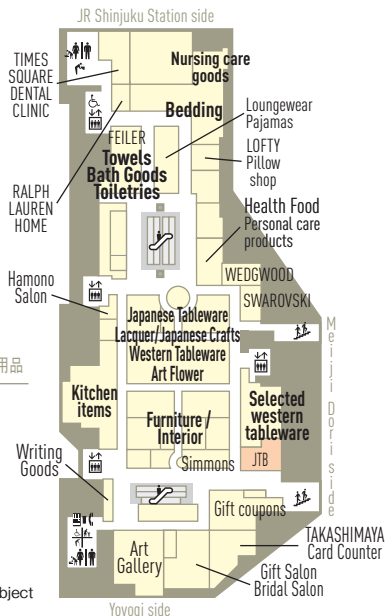 JR Shinjuku Station side
TIMES
SQUARE
DENTAL
CLINIC
Nursing care
goods
Bedding
Loungewear
Pajamas
FEILER
Towels
Bath Goods
Toiletries
LOFTY
Pillow
shop
RALPH
LAUREN
HOME
Health Food
Personal care
products
Hamono
Salon
WEDGWOOD
SWAROVSKI
Japanese Tableware
Lacquer/Japanese Crafts
Western Tableware
Art Flower
Meiji Dori side
用品
Kitchen
items
Furniture /
Interior
Selected
western
tableware
Simmons
JTB
Writing
Goods
Gift coupons
TAKASHIMAYA
Card Counter
Art
Gallery
Gift Salon
Bridal Salon
bject
Yoyogi side